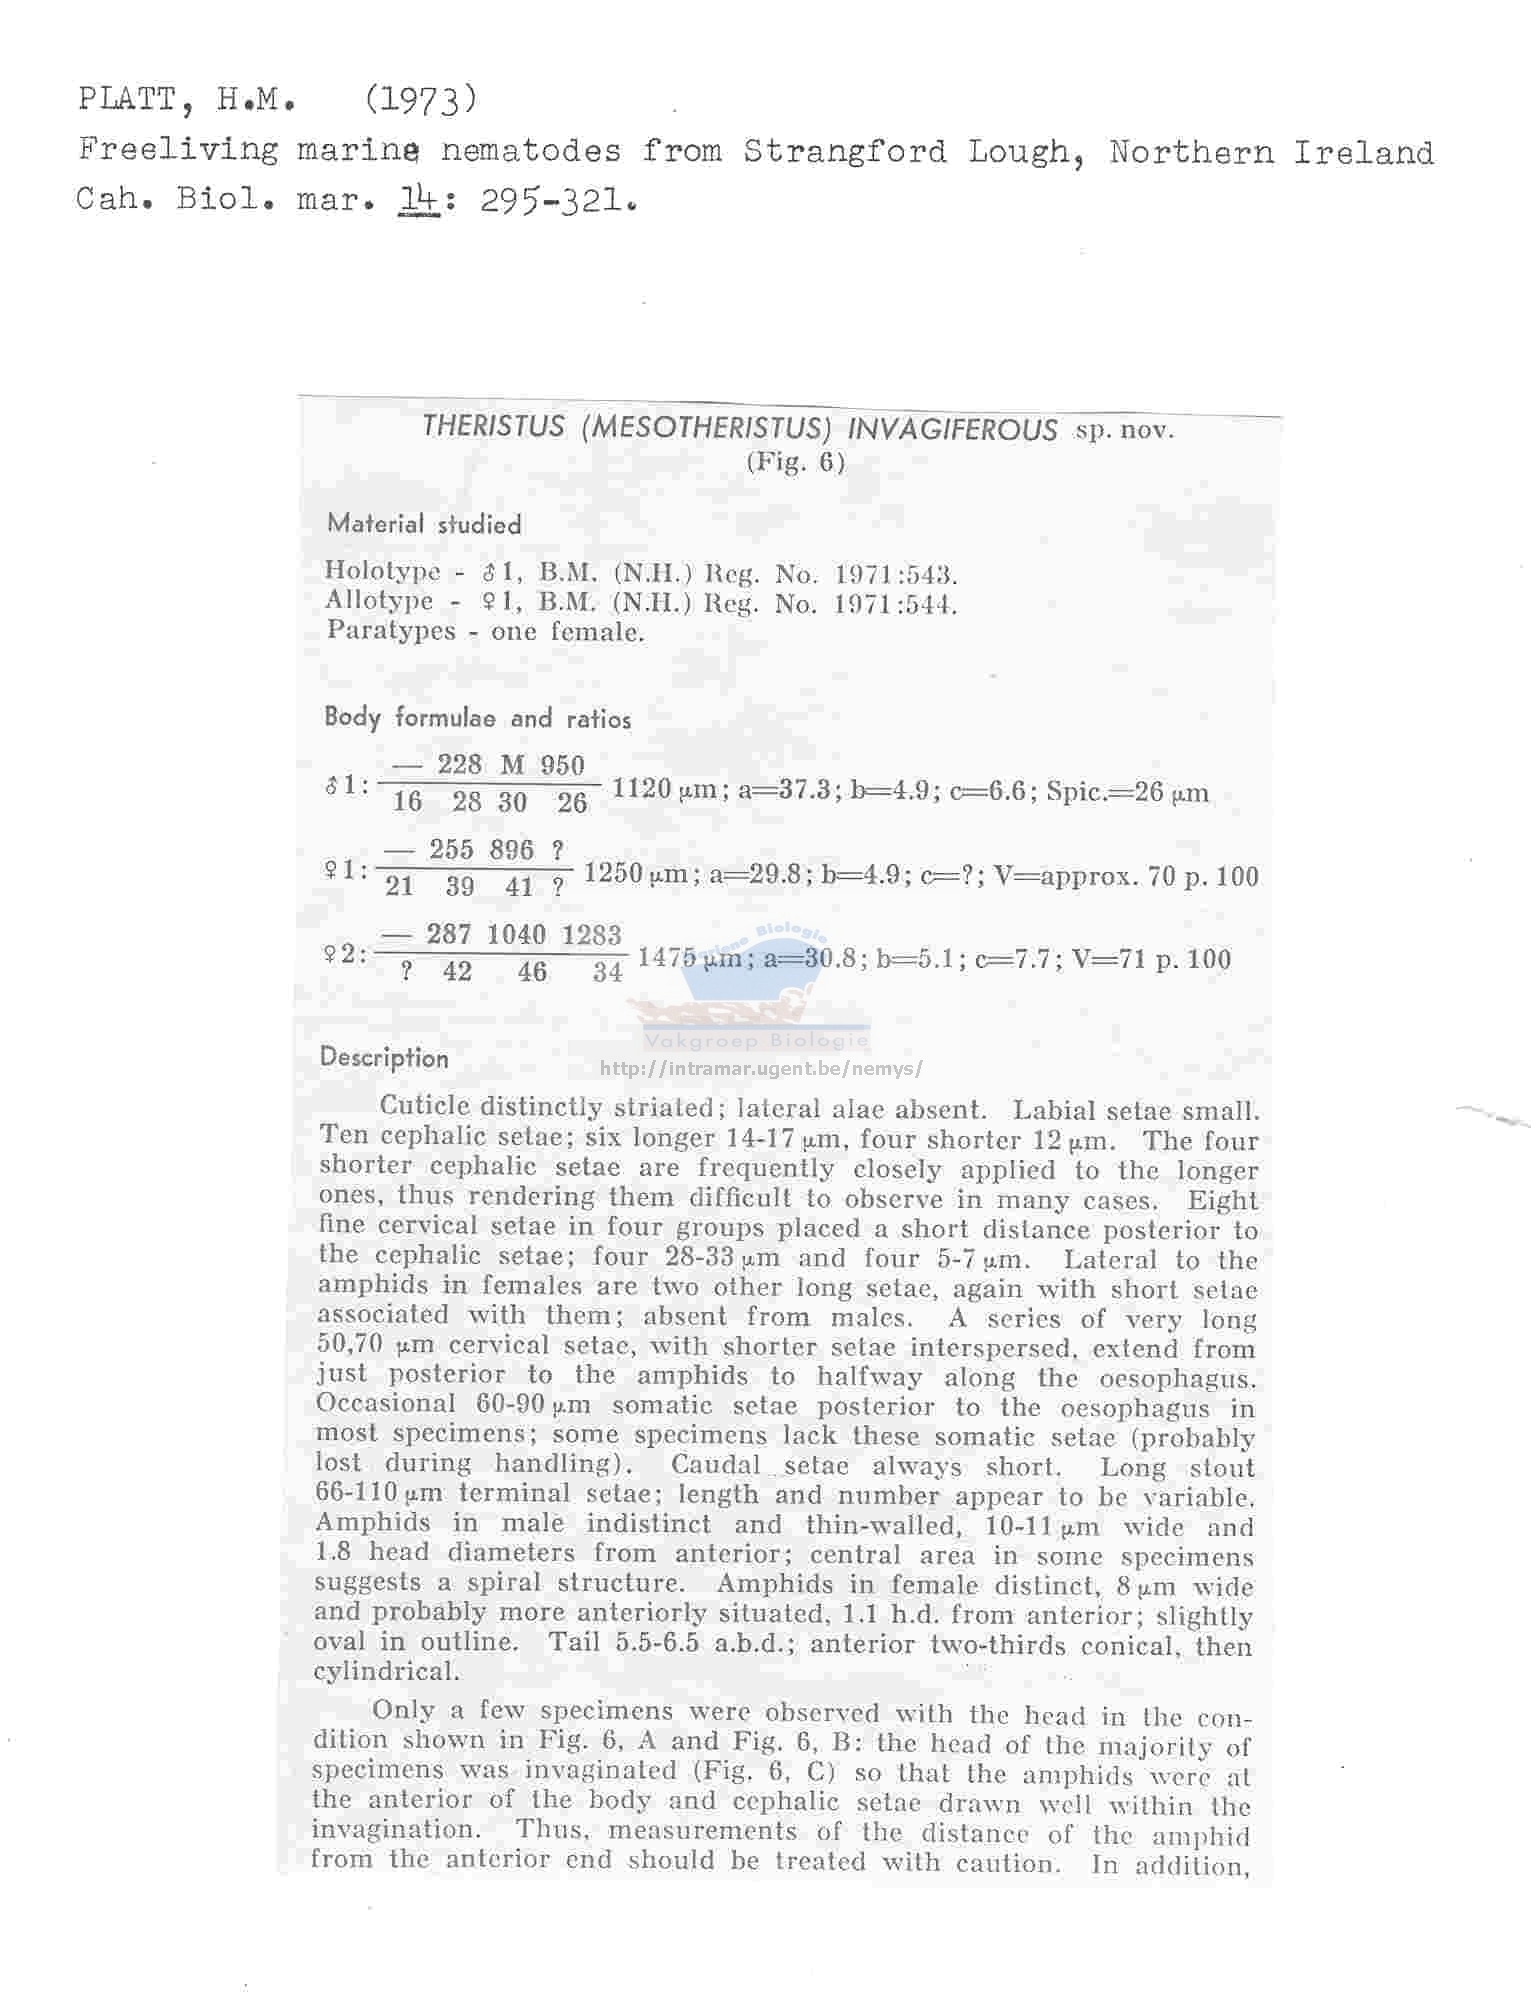 PLATT, H.M. (1973)
Freeliving marine nematodes from Strangford Lough, Northern Ireland
Cah. Biol. mar. 14: 295-321.
THERISTUS (MESOTHERISTUS) INVAGIFEROUS sp. nov.
(Fig. 6)
Material studied
Holotype - ♂1, B.M. (N.H.) Reg. No. 1971:543.
Allotype - ♀1, B.M. (N.H.) Reg. No. 1971:544.
Paratypes - one female.
Body formulae and ratios
— 228 M 950
♂1: 1120 µm; a=37.3; b=4.9; c=6.6; Spic.=26 µm
16 28 30 26
— 255 896 ?
♀1: 1250 µm; a=29.8; b=4.9; c=?; V=approx. 70 p. 100
21 39 41 ?
— 287 1040 1283
♀2: 1475 µm; a=30.8; b=5.1; c=7.7; V=71 p. 100
? 42 46 34
Mariene Biologie
Vakgroep Biologie
http://intramar.ugent.be/nemys/
Description
Cuticle distinctly striated; lateral alae absent. Labial setae small.
Ten cephalic setae; six longer 14-17 µm, four shorter 12 µm. The four
shorter cephalic setae are frequently closely applied to the longer
ones, thus rendering them difficult to observe in many cases. Eight
fine cervical setae in four groups placed a short distance posterior to
the cephalic setae; four 28-33 µm and four 5-7 µm. Lateral to the
amphids in females are two other long setae, again with short setae
associated with them; absent from males. A series of very long
50,70 µm cervical setae, with shorter setae interspersed, extend from
just posterior to the amphids to halfway along the oesophagus.
Occasional 60-90 µm somatic setae posterior to the oesophagus in
most specimens; some specimens lack these somatic setae (probably
lost during handling). Caudal setae always short. Long stout
66-110 µm terminal setae; length and number appear to be variable.
Amphids in male indistinct and thin-walled, 10-11 µm wide and
1.8 head diameters from anterior; central area in some specimens
suggests a spiral structure. Amphids in female distinct, 8 µm wide
and probably more anteriorly situated, 1.1 h.d. from anterior; slightly
oval in outline. Tail 5.5-6.5 a.b.d.; anterior two-thirds conical, then
cylindrical.
Only a few specimens were observed with the head in the con-
dition shown in Fig. 6, A and Fig. 6, B: the head of the majority of
specimens was invaginated (Fig. 6, C) so that the amphids were at
the anterior of the body and cephalic setae drawn well within the
invagination. Thus, measurements of the distance of the amphid
from the anterior end should be treated with caution. In addition,